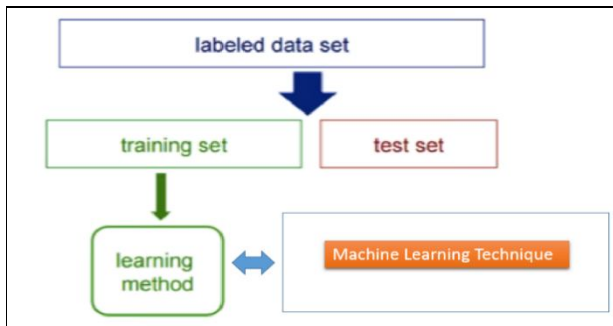 labeled data set
training set
test set
learning
method
Machine Learning Technique